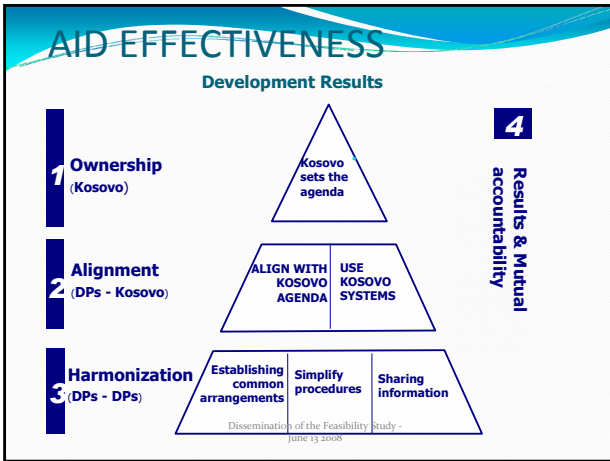 AID EFFECTIVENESS
Development Results
1
Ownership
(Kosovo)
Kosovo
sets the
agenda
4
Results & Mutual
accountability
2
Alignment
(DPs - Kosovo)
ALIGN WITH
KOSOVO
AGENDA
USE
KOSOVO
SYSTEMS
3
Harmonization
(DPs - DPs)
Establishing
common
arrangements
Simplify
procedures
Sharing
information
Dissemination of the Feasibility Study -
June 13 2008